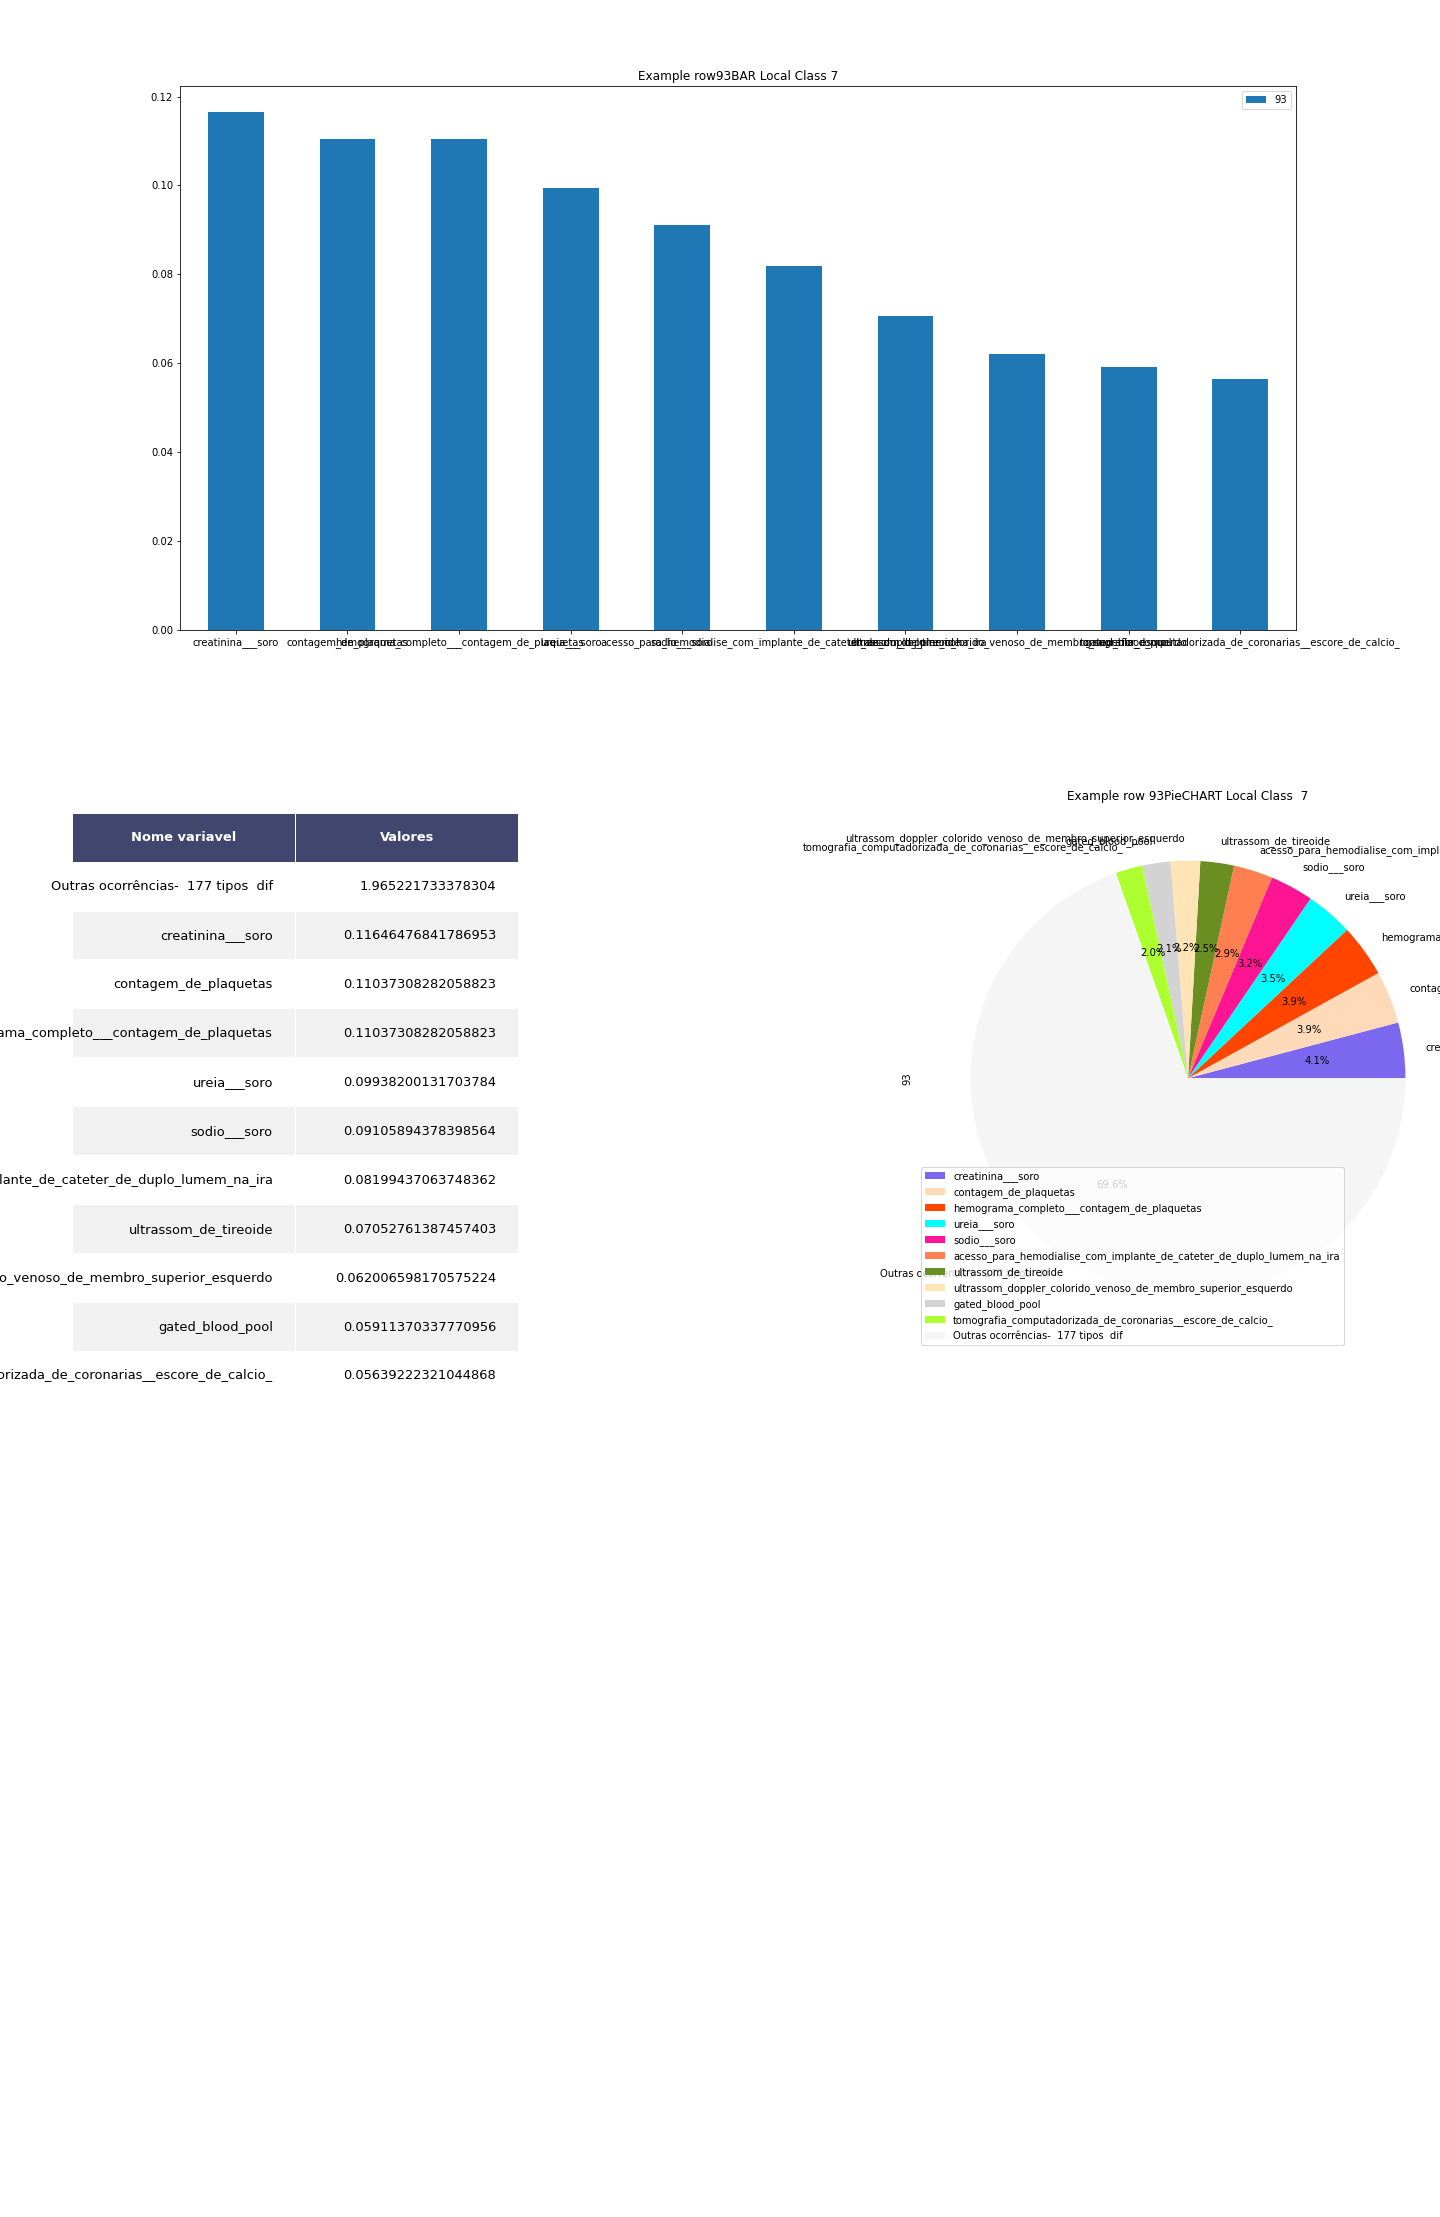 Example row93BAR Local Class 7
93
0.12
0.10
0.08
0.06
0.04
0.02
0.00
creatinina___soro contagem_de_plaquetas hemograma_completo___contagem_de_plaquetas ureia___soro sodio___soro acesso_para_hemodialise_com_implante_de_cateter_de_duplo_lumem_na_ira ultrassom_de_tireoide ultrassom_doppler_colorido_venoso_de_membro_superior_esquerdo gated_blood_pool tomografia_computadorizada_de_coronarias__escore_de_calcio_
Example row 93PieCHART Local Class  7
Nome variavel Valores
Outras ocorrências-  177 tipos  dif 1.965221733378304
creatinina___soro 0.11646476841786953
contagem_de_plaquetas 0.11037308282058823
ama_completo___contagem_de_plaquetas 0.11037308282058823
ureia___soro 0.09938200131703784
sodio___soro 0.09105894378398564
lante_de_cateter_de_duplo_lumem_na_ira 0.08199437063748362
ultrassom_de_tireoide 0.07052761387457403
o_venoso_de_membro_superior_esquerdo 0.062006598170575224
gated_blood_pool 0.05911370337770956
orizada_de_coronarias__escore_de_calcio_ 0.05639222321044868
ultrassom_doppler_colorido_venoso_de_membro_superior_esquerdo
gated_blood_pool
tomografia_computadorizada_de_coronarias__escore_de_calcio_
ultrassom_de_tireoide
acesso_para_hemodialise_com_impl
sodio___soro
ureia___soro
hemograma
contag
cre
2.0%
2.1%
2.2%
2.5%
2.9%
3.2%
3.5%
3.9%
3.9%
4.1%
93
69.6%
Outras
creatinina___soro
contagem_de_plaquetas
hemograma_completo___contagem_de_plaquetas
ureia___soro
sodio___soro
acesso_para_hemodialise_com_implante_de_cateter_de_duplo_lumem_na_ira
ultrassom_de_tireoide
ultrassom_doppler_colorido_venoso_de_membro_superior_esquerdo
gated_blood_pool
tomografia_computadorizada_de_coronarias__escore_de_calcio_
Outras ocorrências-  177 tipos  dif